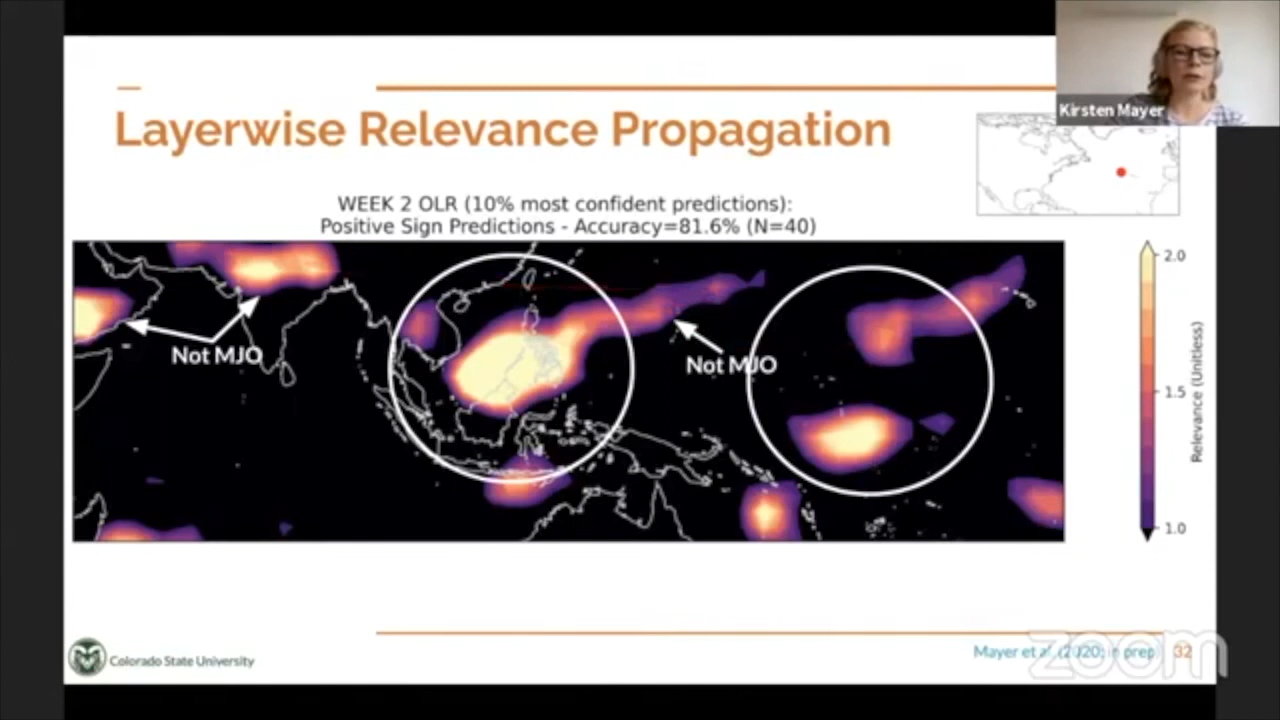 Kirsten Mayer
Layerwise Relevance Propagation
WEEK 2 OLR (10% most confident predictions):
Positive Sign Predictions - Accuracy=81.6% (N=40)
2.0
Not MJO
Not MJO
1.5
Relevance (Unitless)
1.0
Colorado State University
Mayer et al. (2020; in prep)
32
zoom